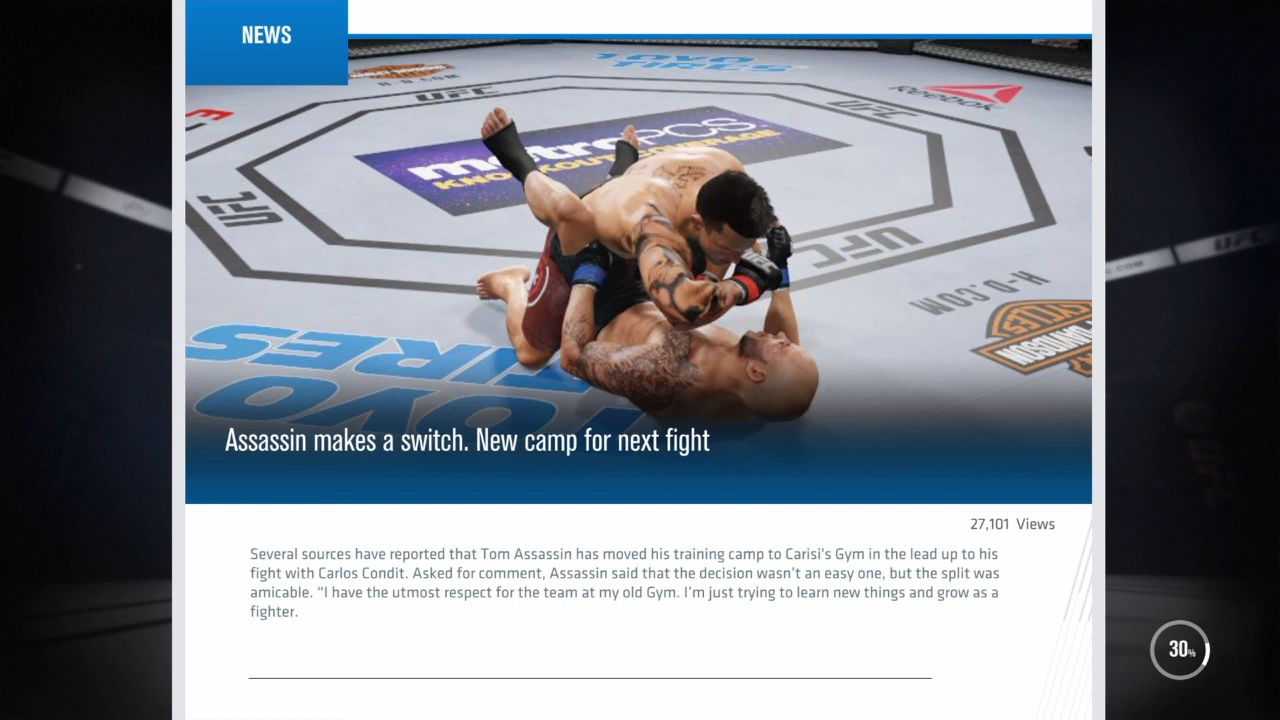 NEWS
TOYO TIRES
H-D.COM
UFC
Reebok
UFC
metroPCS
KNOCKOUT COVERAGE
UFC
UFC
H-D.COM
TOYO TIRES
Assassin makes a switch. New camp for next fight
27,101 Views
Several sources have reported that Tom Assassin has moved his training camp to Carisi's Gym in the lead up to his
fight with Carlos Condit. Asked for comment, Assassin said that the decision wasn't an easy one, but the split was
amicable. “I have the utmost respect for the team at my old Gym. I'm just trying to learn new things and grow as a
fighter.
30%